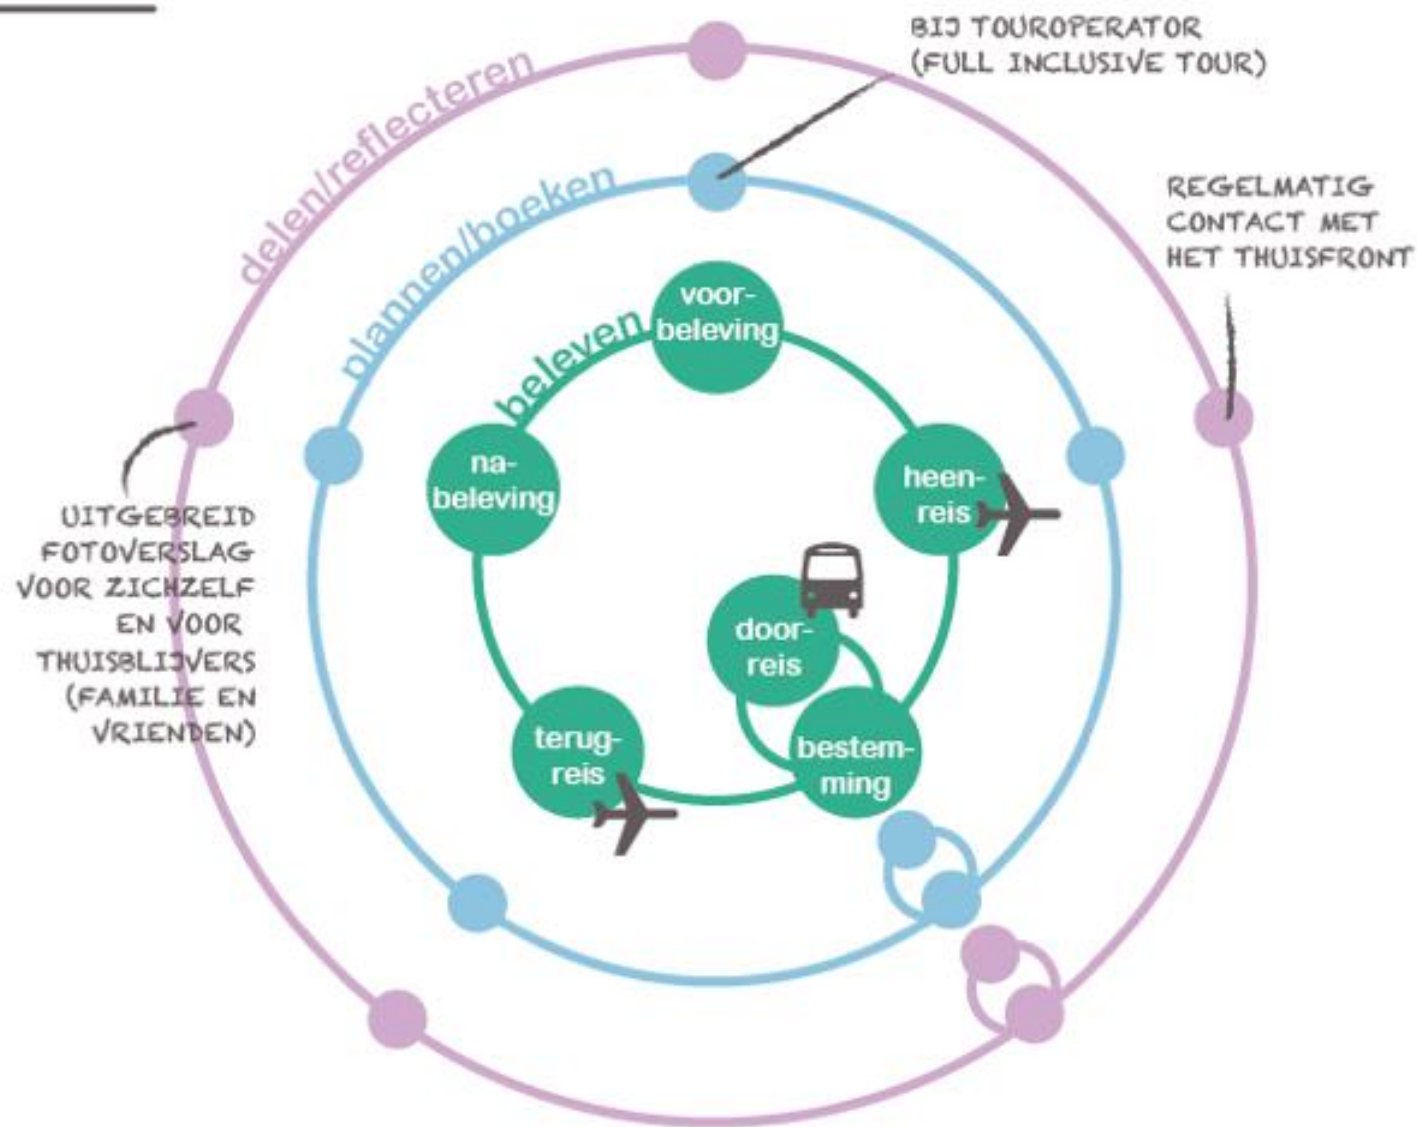 BIJ TOUROPERATOR
(FULL INCLUSIVE TOUR)
delen/reflecteren
plannen/boeken
beleven
REGELMATIG
CONTACT MET
HET THUISFRONT
voor-
beleving
heen-
reis
door-
reis
bestem-
ming
terug-
reis
na-
beleving
UITGEBREID
FOTOVERSLAG
VOOR ZICHZELF
EN VOOR
THUISBLIJVERS
(FAMILIE EN
VRIENDEN)